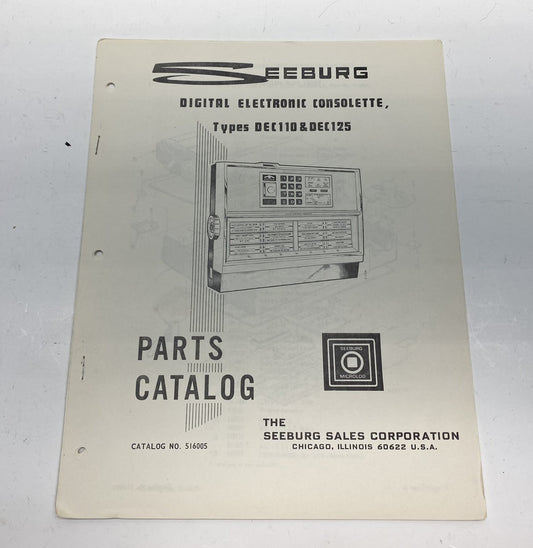 SEEBURG
DIGITAL ELECTRONIC CONSOLETTE,
Types DEC110 & DEC125
PARTS
CATALOG
SEEBURG
MICROLOG
CATALOG NO. 516005
THE
SEEBURG SALES CORPORATION
CHICAGO, ILLINOIS 60622 U.S.A.